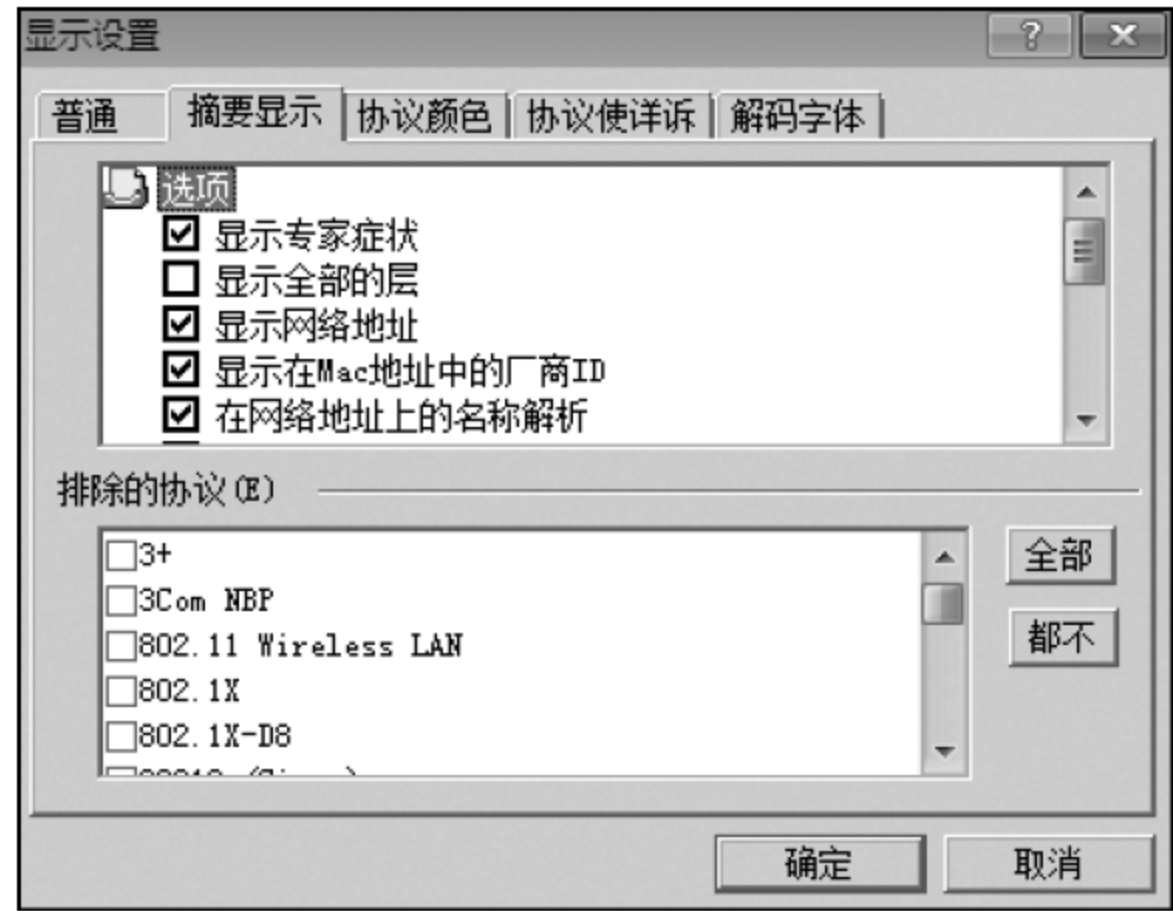 显示设置
普通 摘要显示 协议颜色 协议使详诉 解码字体
选项
显示专家症状
显示全部的层
显示网络地址
显示在Mac地址中的厂商ID
在网络地址上的名称解析
排除的协议(E)
3+
3Com NBP
802.11 Wireless LAN
802.1X
802.1X-D8
全部
都不
确定 取消